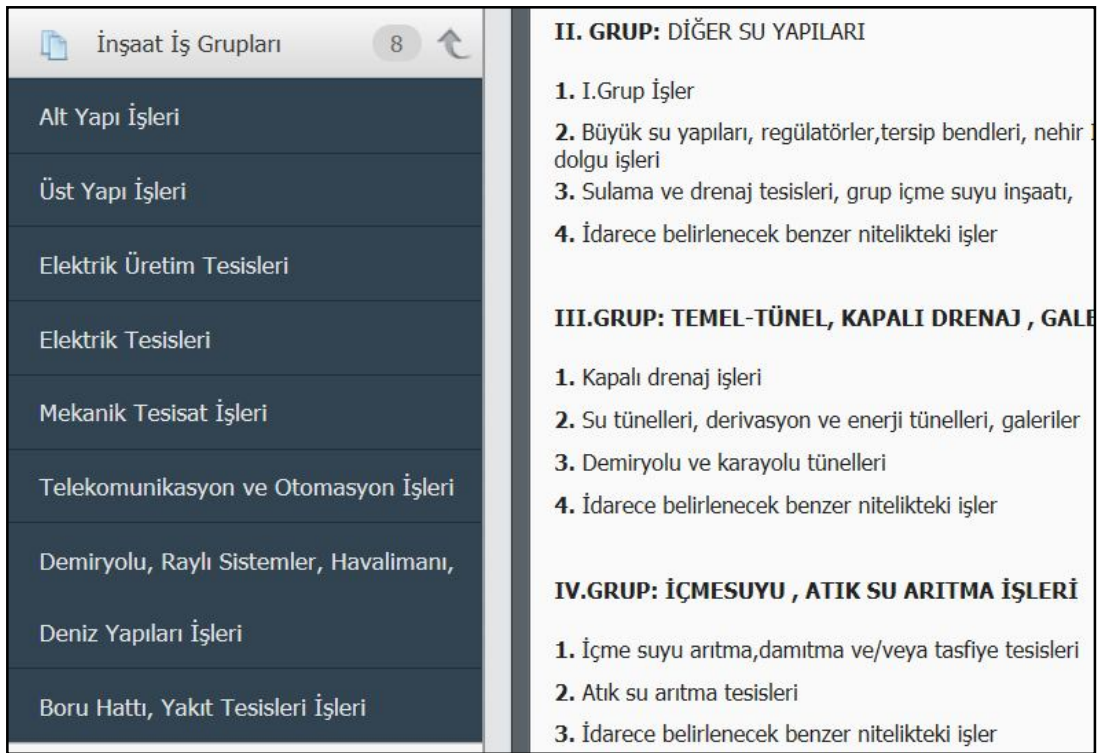 İnşaat İş Grupları 8
Alt Yapı İşleri
Üst Yapı İşleri
Elektrik Üretim Tesisleri
Elektrik Tesisleri
Mekanik Tesisat İşleri
Telekomunikasyon ve Otomasyon İşleri
Demiryolu, Raylı Sistemler, Havalimanı,
Deniz Yapıları İşleri
Boru Hattı, Yakıt Tesisleri İşleri
II. GRUP: DİĞER SU YAPILARI
1. I.Grup İşler
2. Büyük su yapıları, regülatörler,tersip bendleri, nehir
dolgu işleri
3. Sulama ve drenaj tesisleri, grup içme suyu inşaatı,
4. İdarece belirlenecek benzer nitelikteki işler
III.GRUP: TEMEL-TÜNEL, KAPALI DRENAJ ,
1. Kapalı drenaj işleri
2. Su tünelleri, derivasyon ve enerji tünelleri, galeriler
3. Demiryolu ve karayolu tünelleri
4. İdarece belirlenecek benzer nitelikteki işler
IV.GRUP: İÇMESUYU , ATIK SU ARITMA İŞLERİ
1. İçme suyu arıtma,damıtma ve/veya tasfiye tesisleri
2. Atık su arıtma tesisleri
3. İdarece belirlenecek benzer nitelikteki işler